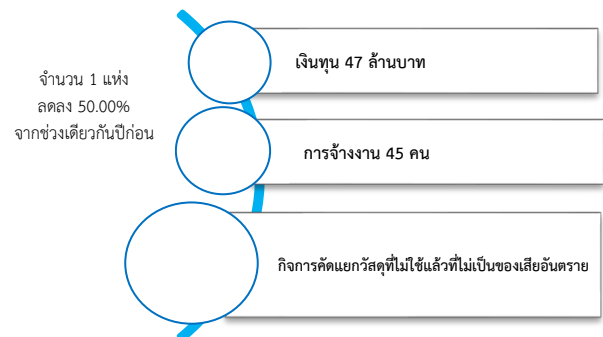 จำนวน 1 แห่ง
ลดลง 50.00%
จากช่วงเดียวกันปีก่อน
เงินทุน 47 ล้านบาท
การจ้างงาน 45 คน
กิจการคัดแยกวัสดุที่ไม่ใช้แล้วที่ไม่เป็นของเสียอันตราย